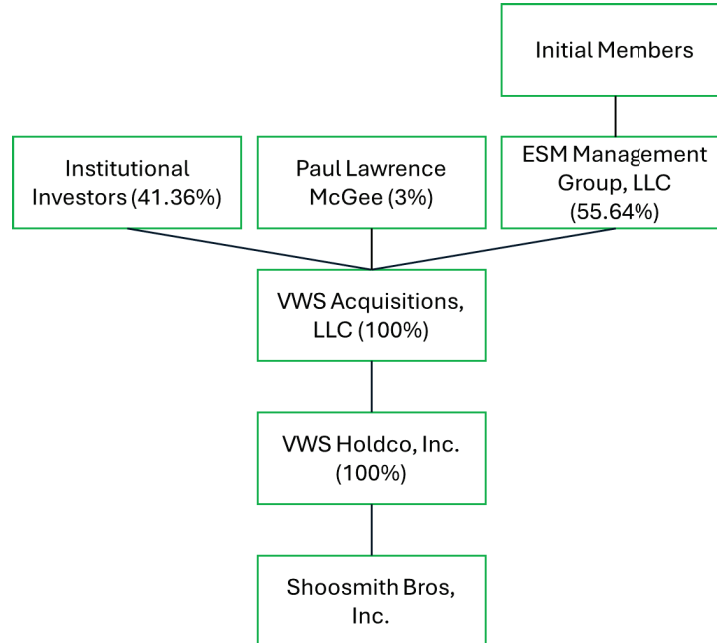 Initial Members
Institutional
Investors (41.36%)
Paul Lawrence
McGee (3%)
ESM Management
Group, LLC
(55.64%)
VWS Acquisitions,
LLC (100%)
VWS Holdco, Inc.
(100%)
Shoosmith Bros,
Inc.